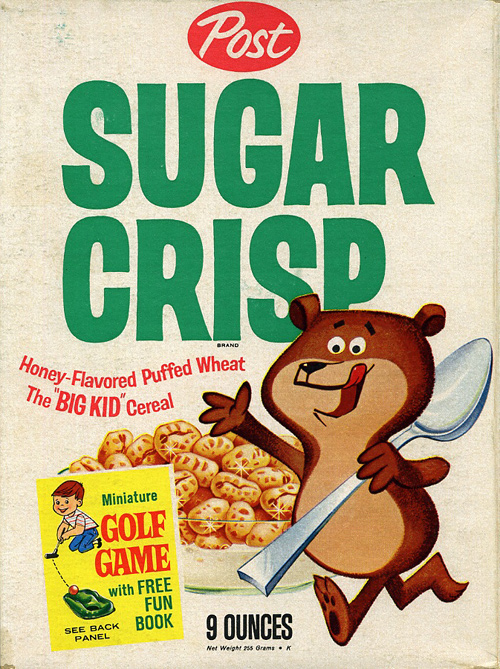 Post
SUGAR
CRISP
BRAND
Honey-Flavored Puffed Wheat
The "BIG KID" Cereal
Miniature
GOLF
GAME
with FREE
FUN
BOOK
SEE BACK
PANEL
9 OUNCES
Net Weight 255 Grams • K